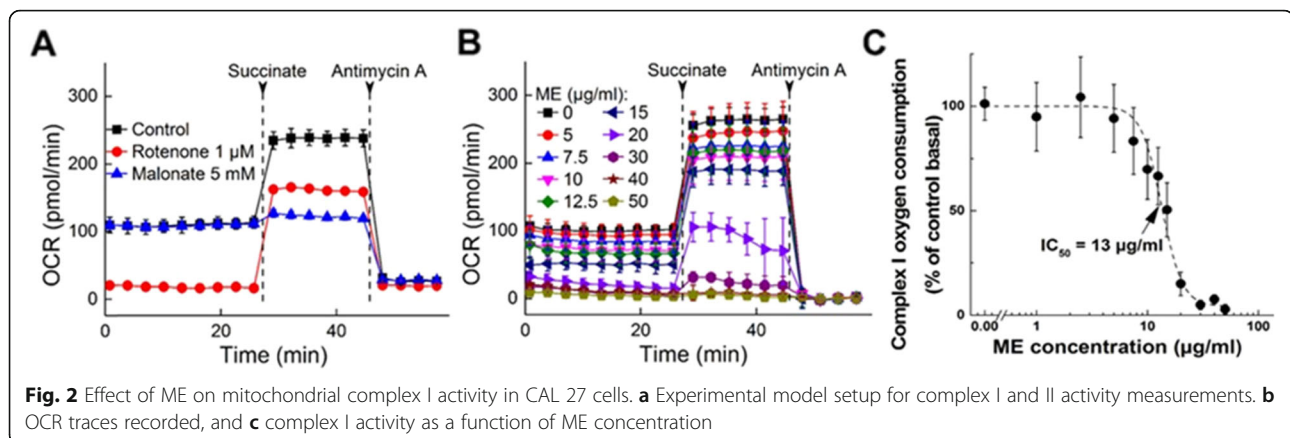 A
Succinate
Antimycin A
300
200
100
0
OCR (pmol/min)
Control
Rotenone 1 µM
Malonate 5 mM
0
20
40
Time (min)
B
Succinate
Antimycin A
300
200
100
0
OCR (pmol/min)
ME (µg/ml):
0
15
5
20
7.5
30
10
40
12.5
50
0
20
40
Time (min)
C
Complex I oxygen consumption
(% of control basal)
100
50
0
IC50 = 13 µg/ml
0.00
1
10
100
ME concentration (µg/ml)
Fig. 2 Effect of ME on mitochondrial complex I activity in CAL 27 cells. a Experimental model setup for complex I and II activity measurements. b
OCR traces recorded, and c complex I activity as a function of ME concentration